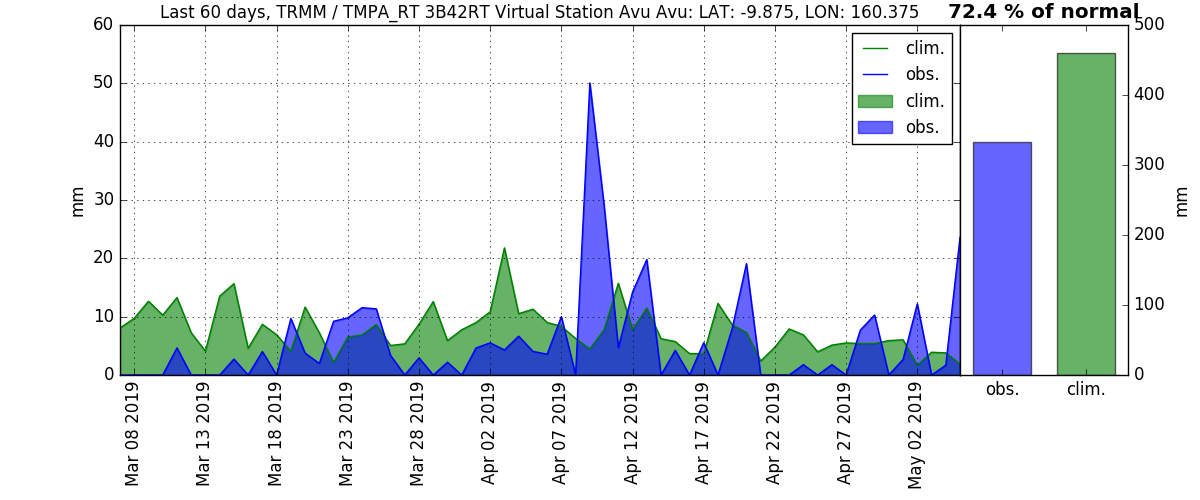 Last 60 days, TRMM / TMPA_RT 3B42RT Virtual Station Avu Avu: LAT: -9.875, LON: 160.375
72.4 % of normal
60
50
40
30
20
10
0
mm
clim.
obs.
clim.
obs.
Mar 08 2019
Mar 13 2019
Mar 18 2019
Mar 23 2019
Mar 28 2019
Apr 02 2019
Apr 07 2019
Apr 12 2019
Apr 17 2019
Apr 22 2019
Apr 27 2019
May 02 2019
500
400
300
200
100
0
mm
obs.
clim.